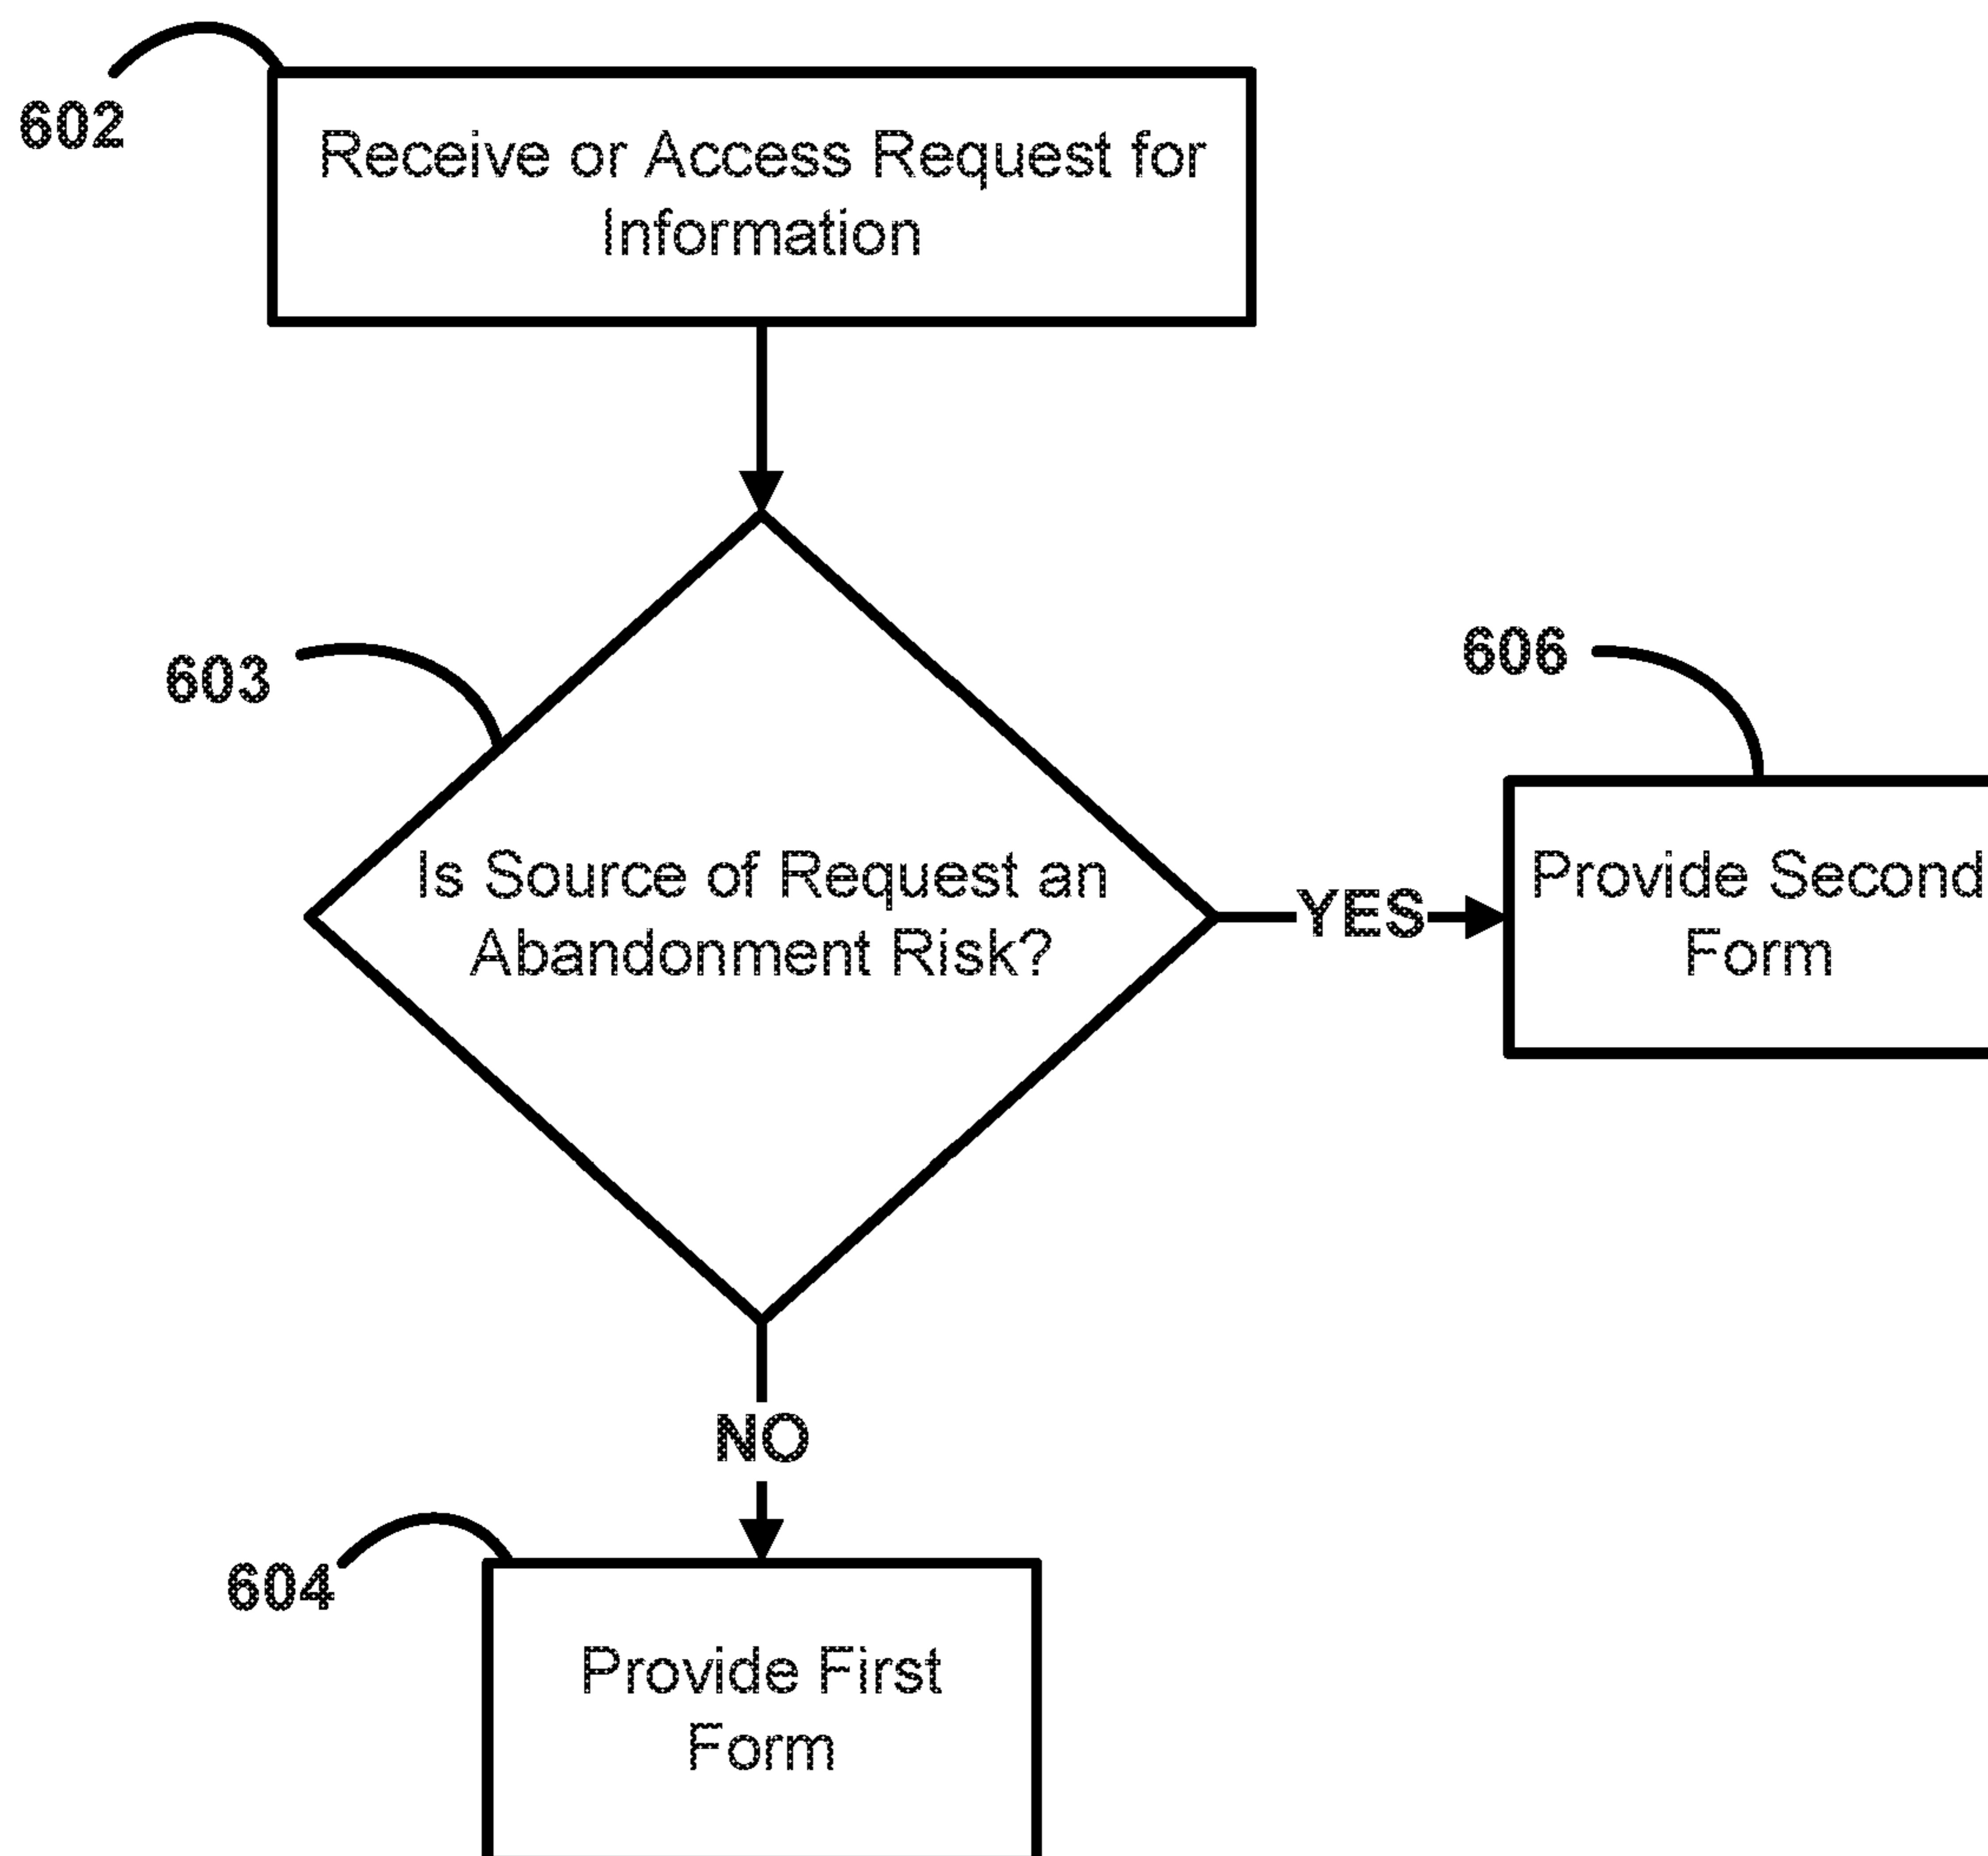 602
Receive or Access Request for
Information
603
606
Is Source of Request an
Abandonment Risk?
YES
Provide Second
Form
NO
604
Provide First
Form